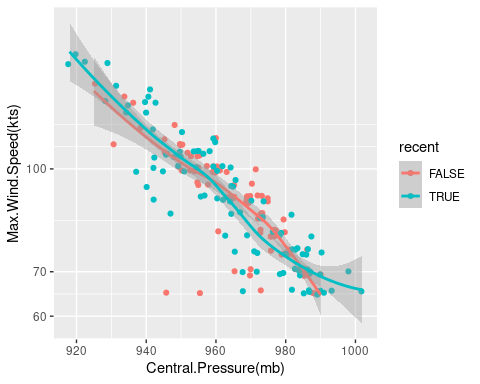 Max.Wind.Speed(kts)
100
70
60
920
940
960
980
1000
Central.Pressure(mb)
recent
FALSE
TRUE